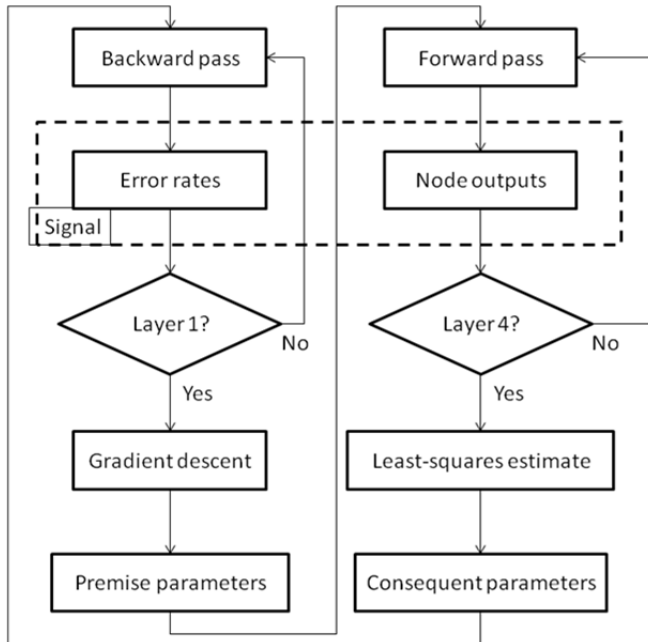 Backward pass
Forward pass
Error rates
Node outputs
Signal
Layer 1?
Layer 4?
No
No
Yes
Yes
Gradient descent
Least-squares estimate
Premise parameters
Consequent parameters